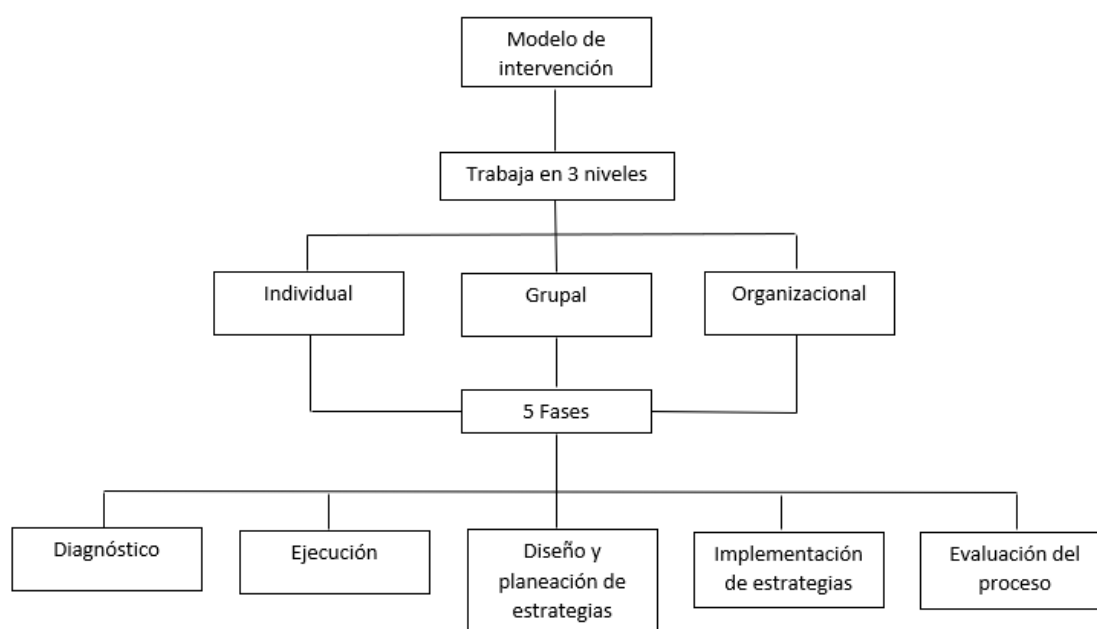 Modelo de
intervención
Trabaja en 3 niveles
Individual
Grupal
Organizacional
5 Fases
Diagnóstico
Ejecución
Diseño y
planeación de
estrategias
Implementación
de estrategias
Evaluación del
proceso